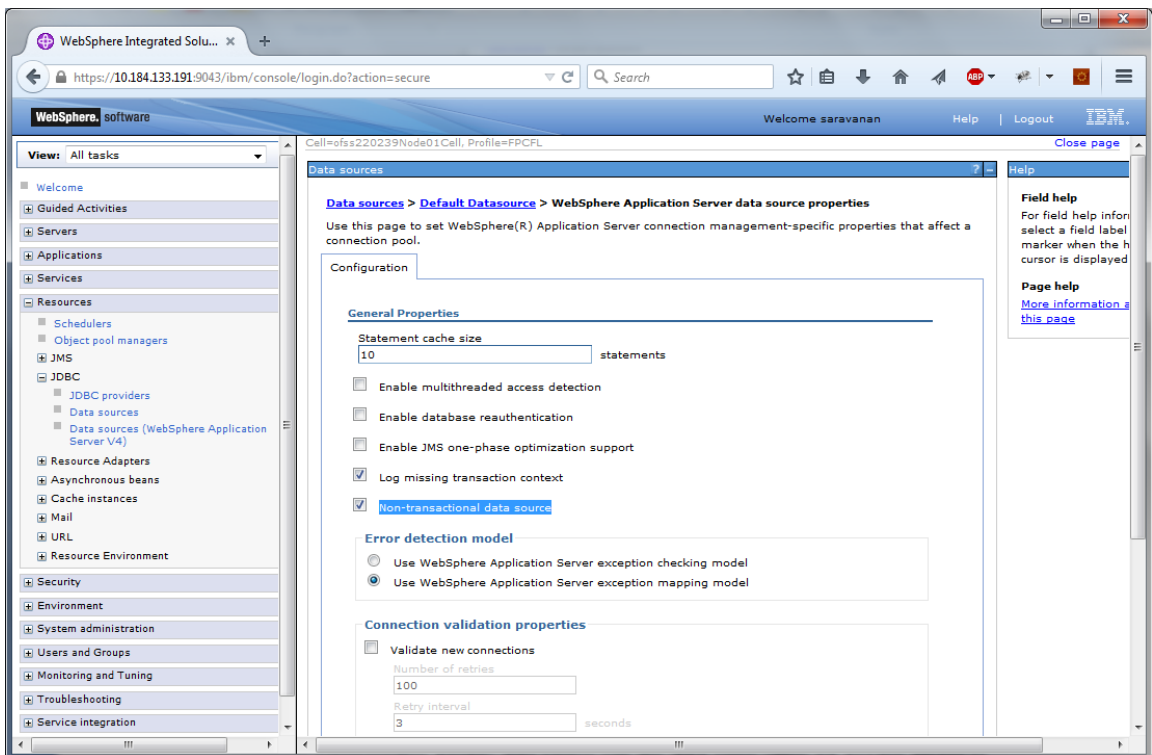 WebSphere Integrated Solu... × +
https://10.184.133.191:9043/ibm/console/login.do?action=secure
Search
ABP
WebSphere. software
Welcome saravanan
Help | Logout
IBM.
View: All tasks
Welcome
Guided Activities
Servers
Applications
Services
Resources
Schedulers
Object pool managers
JMS
JDBC
JDBC providers
Data sources
Data sources (WebSphere Application
Server V4)
Resource Adapters
Asynchronous beans
Cache instances
Mail
URL
Resource Environment
Security
Environment
System administration
Users and Groups
Monitoring and Tuning
Troubleshooting
Service integration
Cell=ofss220239Node01Cell, Profile=FPCFL
Close page
Data sources
? -
Data sources > Default Datasource > WebSphere Application Server data source properties
Use this page to set WebSphere(R) Application Server connection management-specific properties that affect a
connection pool.
Configuration
General Properties
Statement cache size
10 statements
Enable multithreaded access detection
Enable database reauthentication
Enable JMS one-phase optimization support
Log missing transaction context
Non-transactional data source
Error detection model
Use WebSphere Application Server exception checking model
Use WebSphere Application Server exception mapping model
Connection validation properties
Validate new connections
Number of retries
100
Retry interval
3 seconds
Help
Field help
For field help infor
select a field label
marker when the h
cursor is displayed
Page help
More information a
this page